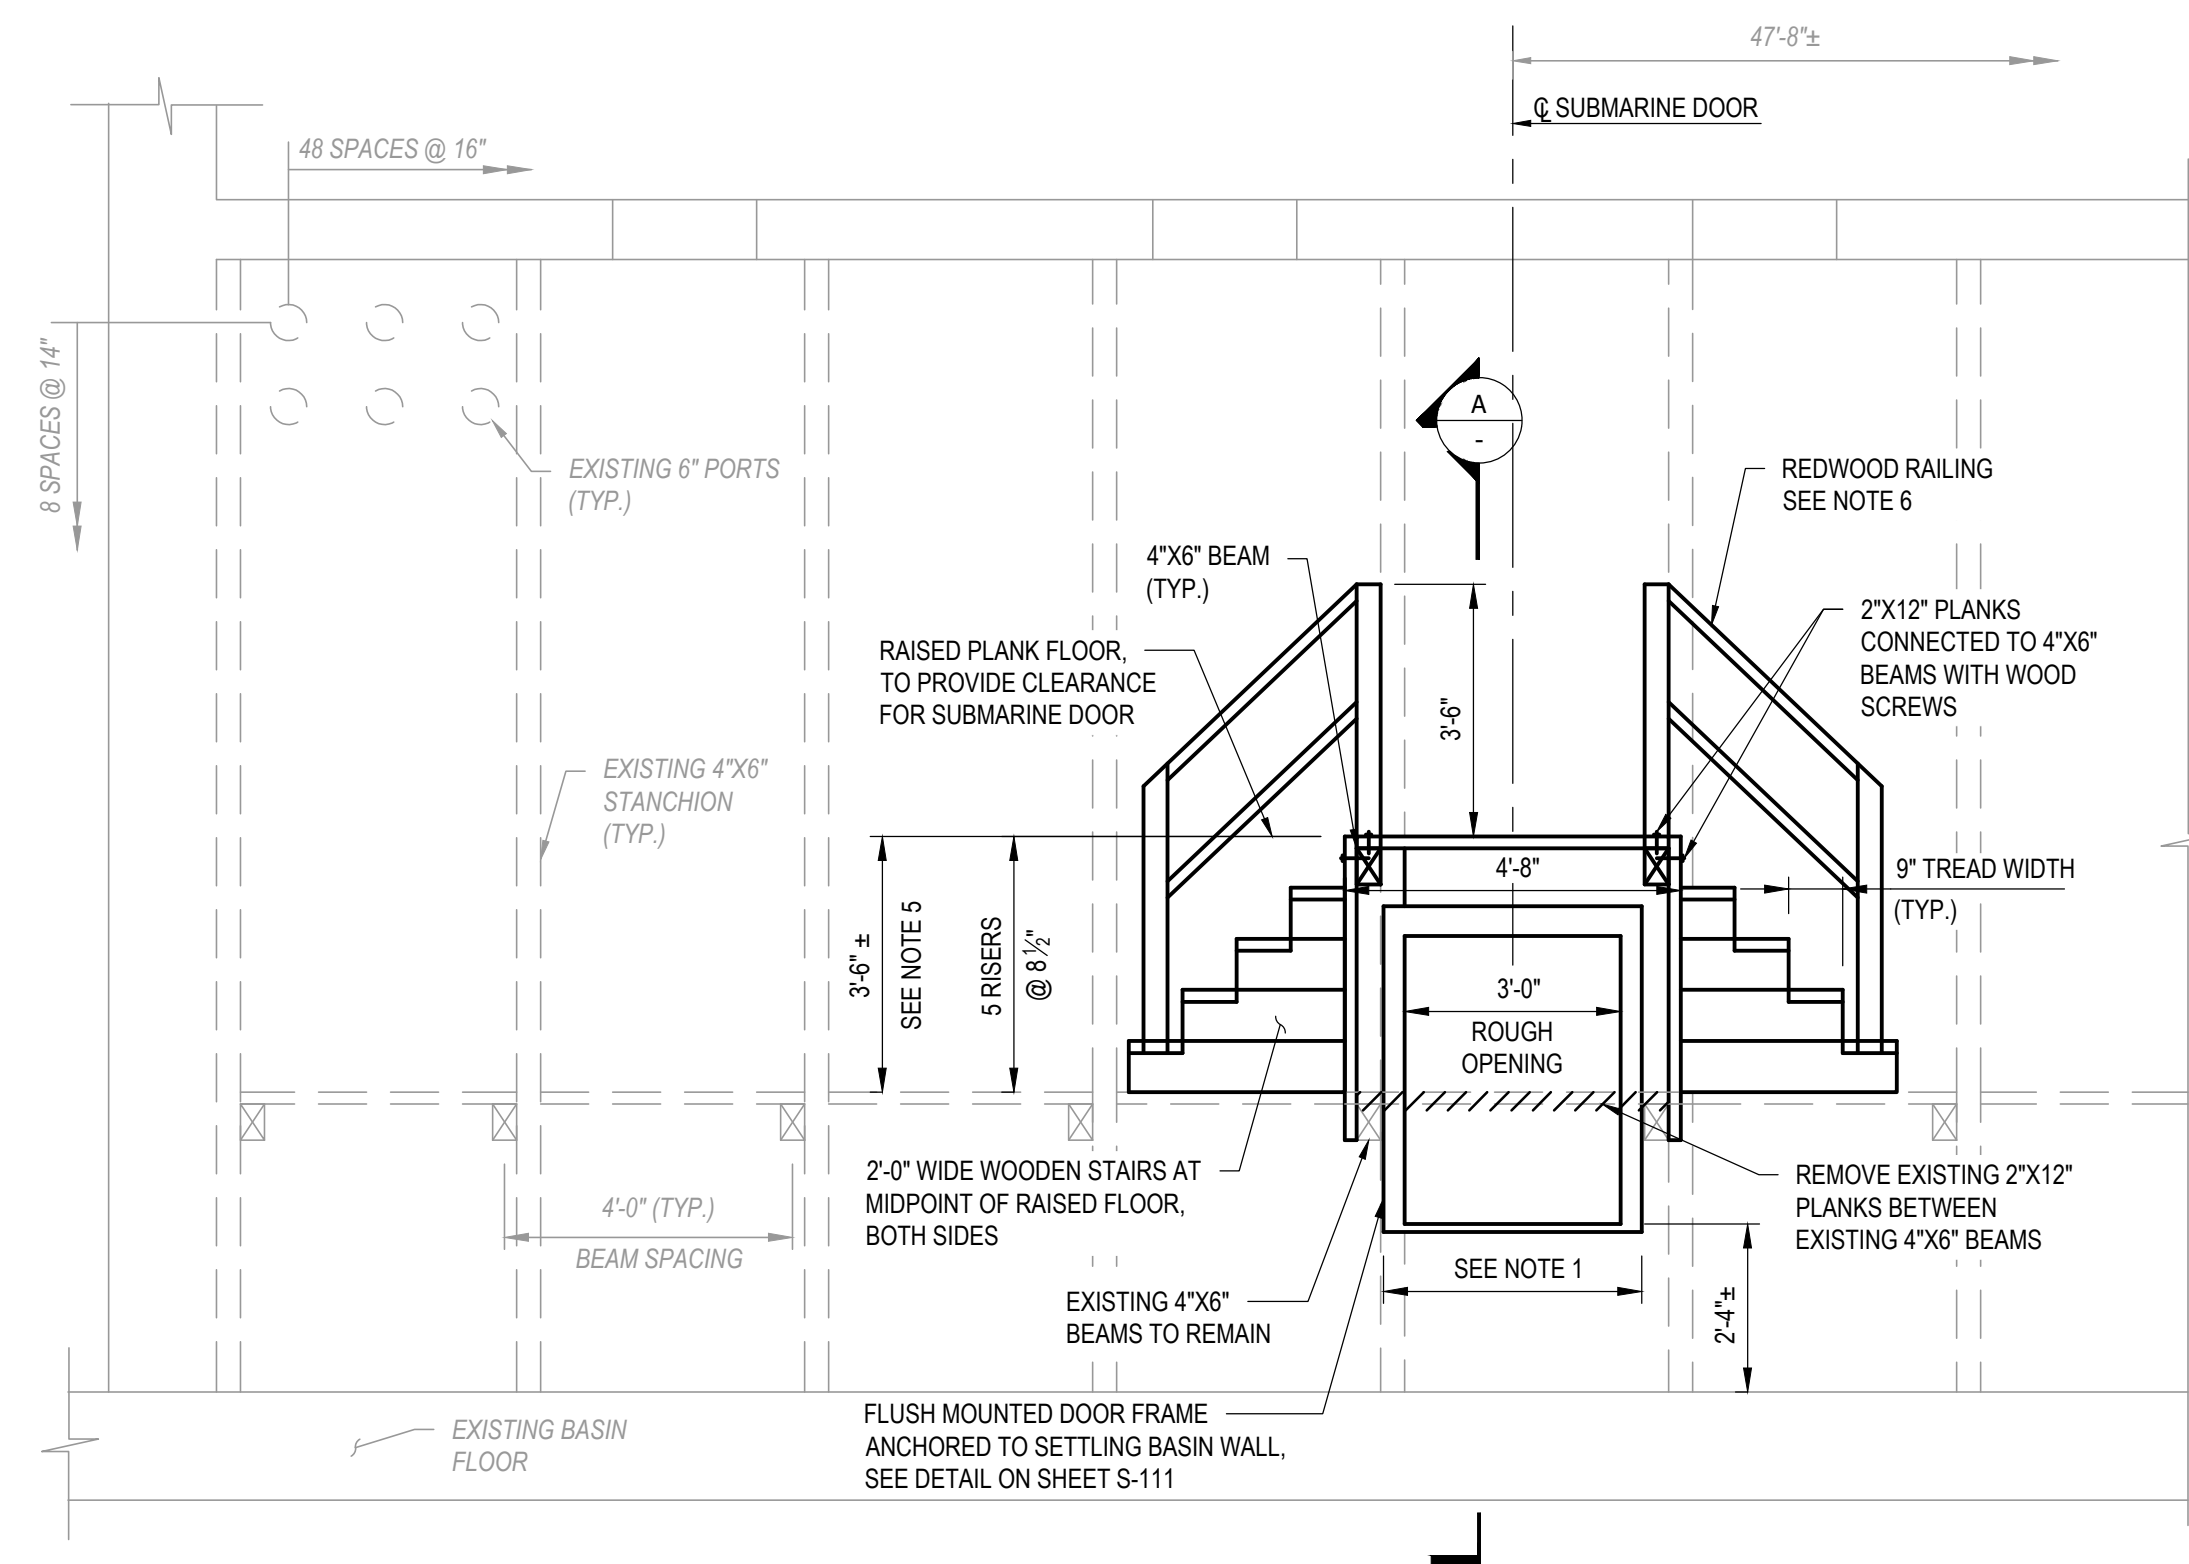 47'-8"±
℄ SUBMARINE DOOR
48 SPACES @ 16"
8 SPACES @ 14"
A
-
EXISTING 6" PORTS
(TYP.)
REDWOOD RAILING
SEE NOTE 6
4"X6" BEAM
(TYP.)
2"X12" PLANKS
CONNECTED TO 4"X6"
BEAMS WITH WOOD
SCREWS
RAISED PLANK FLOOR,
TO PROVIDE CLEARANCE
FOR SUBMARINE DOOR
3'-6"
EXISTING 4"X6"
STANCHION
(TYP.)
4'-8"
9" TREAD WIDTH
(TYP.)
3'-6" ±
SEE NOTE 5
5 RISERS
@ 8 ½"
3'-0"
ROUGH
OPENING
2'-0" WIDE WOODEN STAIRS AT
MIDPOINT OF RAISED FLOOR,
BOTH SIDES
REMOVE EXISTING 2"X12"
PLANKS BETWEEN
EXISTING 4"X6" BEAMS
4'-0" (TYP.)
BEAM SPACING
SEE NOTE 1
EXISTING 4"X6"
BEAMS TO REMAIN
2'-4"±
FLUSH MOUNTED DOOR FRAME
ANCHORED TO SETTLING BASIN WALL,
SEE DETAIL ON SHEET S-111
EXISTING BASIN
FLOOR